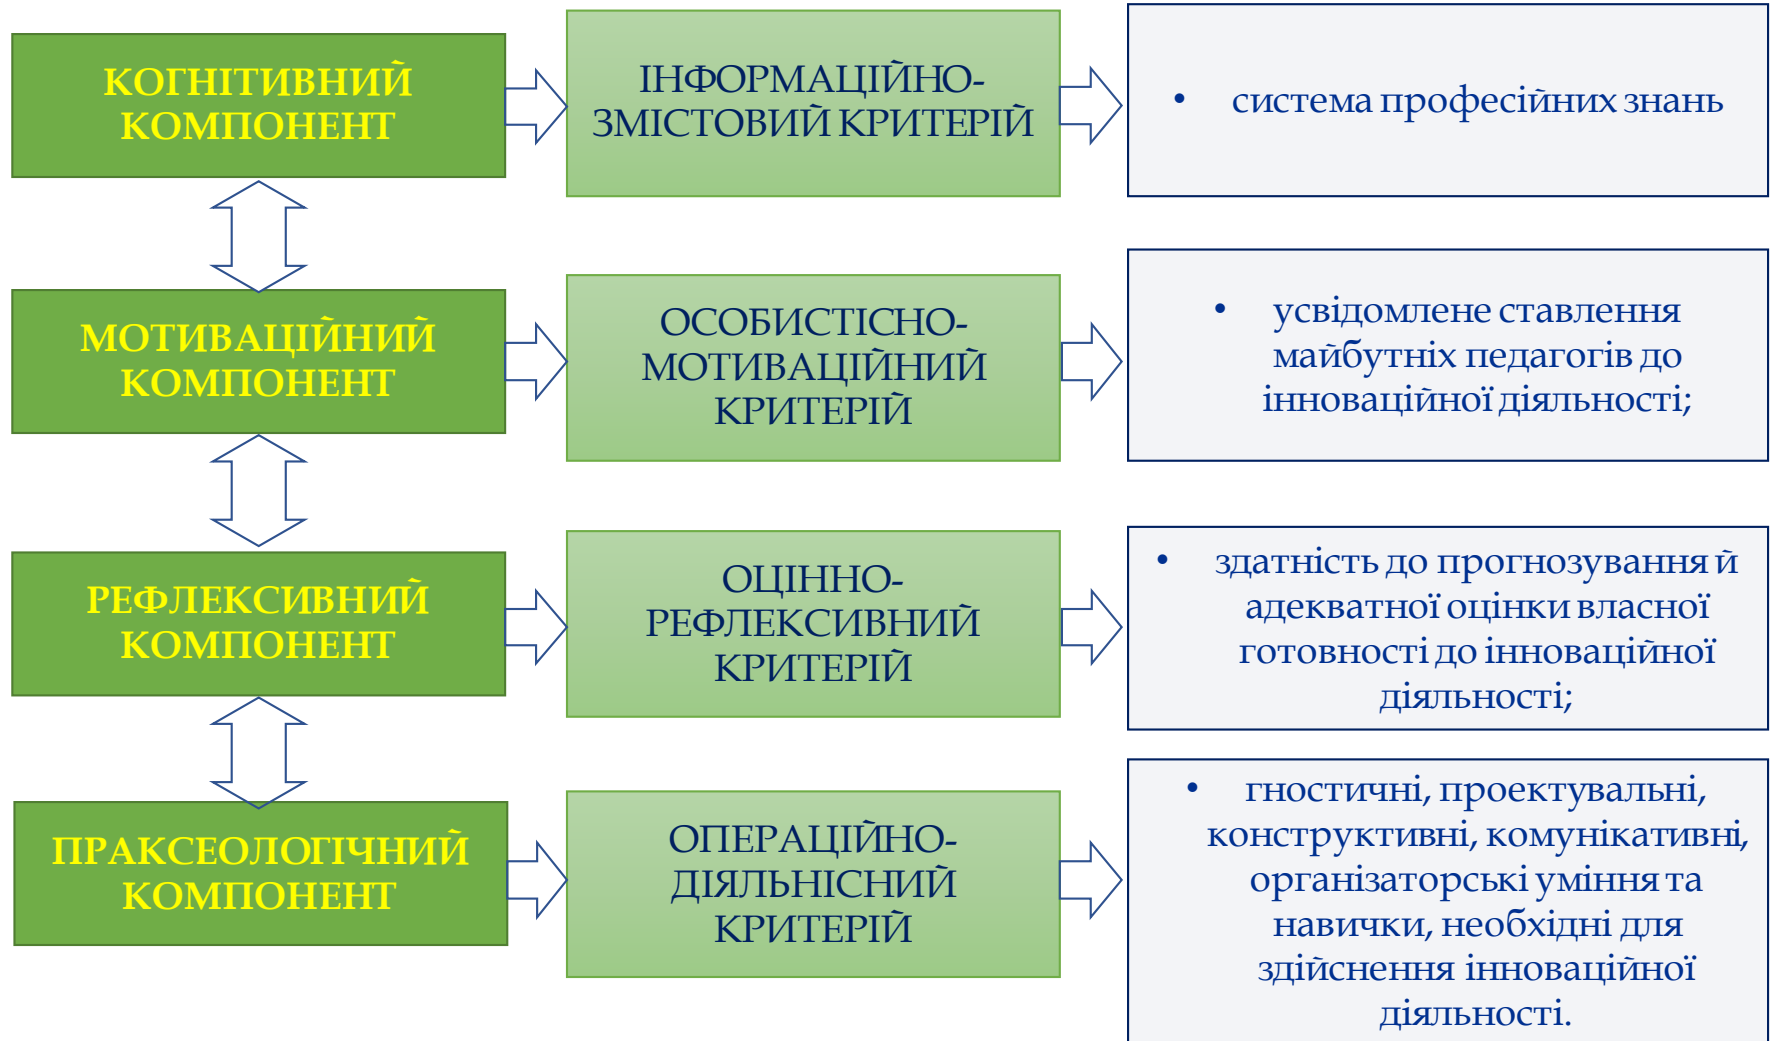 КОГНІТИВНИЙ
КОМПОНЕНТ
ІНФОРМАЦІЙНО-
ЗМІСТОВИЙ КРИТЕРІЙ
• система професійних знань
МОТИВАЦІЙНИЙ
КОМПОНЕНТ
ОСОБИСТІСНО-
МОТИВАЦІЙНИЙ
КРИТЕРІЙ
• усвідомлене ставлення
майбутніх педагогів до
інноваційної діяльності;
РЕФЛЕКСИВНИЙ
КОМПОНЕНТ
ОЦІННО-
РЕФЛЕКСИВНИЙ
КРИТЕРІЙ
• здатність до прогнозування й
адекватної оцінки власної
готовності до інноваційної
діяльності;
ПРАКСЕОЛОГІЧНИЙ
КОМПОНЕНТ
ОПЕРАЦІЙНО-
ДІЯЛЬНІСНИЙ
КРИТЕРІЙ
• гностичні, проектувальні,
конструктивні, комунікативні,
організаторські уміння та
навички, необхідні для
здійснення інноваційної
діяльності.